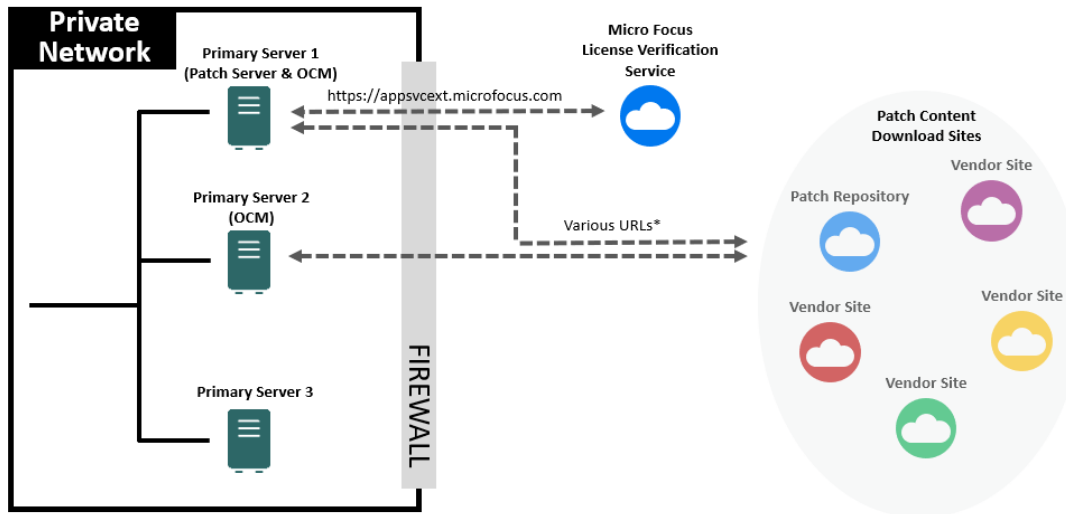 Private
Network
Primary Server 1
(Patch Server & OCM)
https://appsvcext.microfocus.com
Micro Focus
License Verification
Service
Patch Content
Download Sites
Vendor Site
Patch Repository
Primary Server 2
(OCM)
Various URLs*
Vendor Site
Vendor Site
FIREWALL
Vendor Site
Primary Server 3